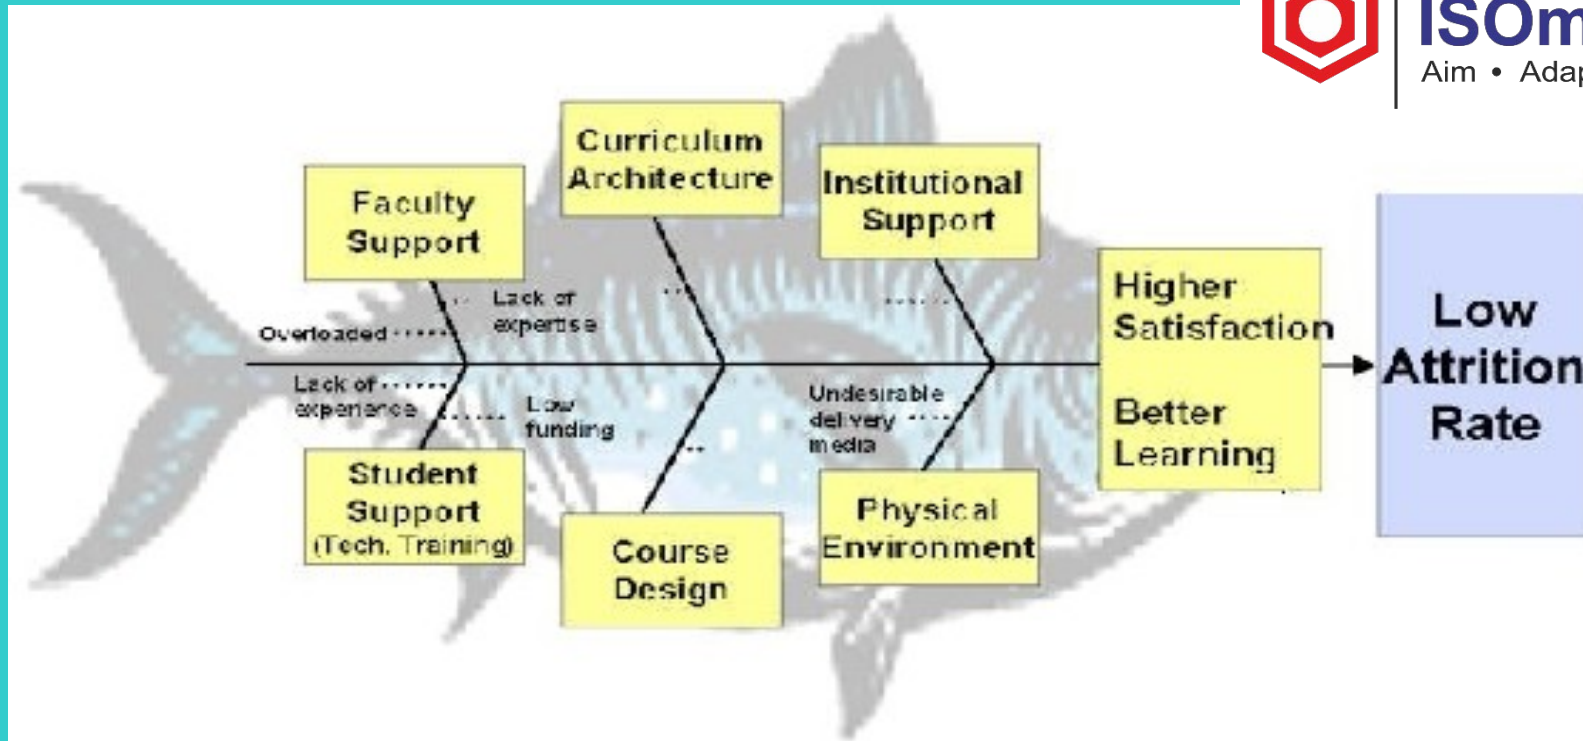 ISOm
Aim • Adap
Curriculum
Architecture
Institutional
Support
Faculty
Support
Higher
Satisfaction
Better
Learning
Low
Attrition
Rate
Lack of
expertise
Overloaded
Lack of
experience
Low
funding
Undesirable
delivery
media
Student
Support
(Tech. Training)
Course
Design
Physical
Environment